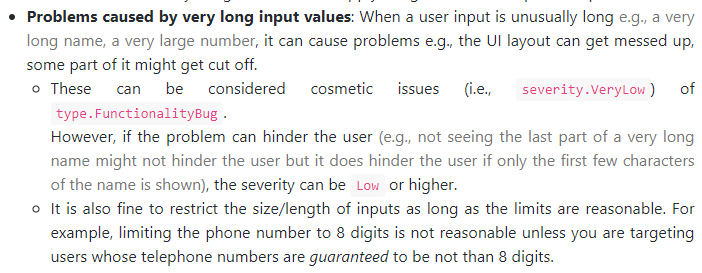 • Problems caused by very long input values: When a user input is unusually long e.g., a very
long name, a very large number, it can cause problems e.g., the UI layout can get messed up,
some part of it might get cut off.
○ These can be considered cosmetic issues (i.e., severity.VeryLow) of
type.FunctionalityBug.
However, if the problem can hinder the user (e.g., not seeing the last part of a very long
name might not hinder the user but it does hinder the user if only the first few characters
of the name is shown), the severity can be Low or higher.
○ It is also fine to restrict the size/length of inputs as long as the limits are reasonable. For
example, limiting the phone number to 8 digits is not reasonable unless you are targeting
users whose telephone numbers are guaranteed to be not than 8 digits.